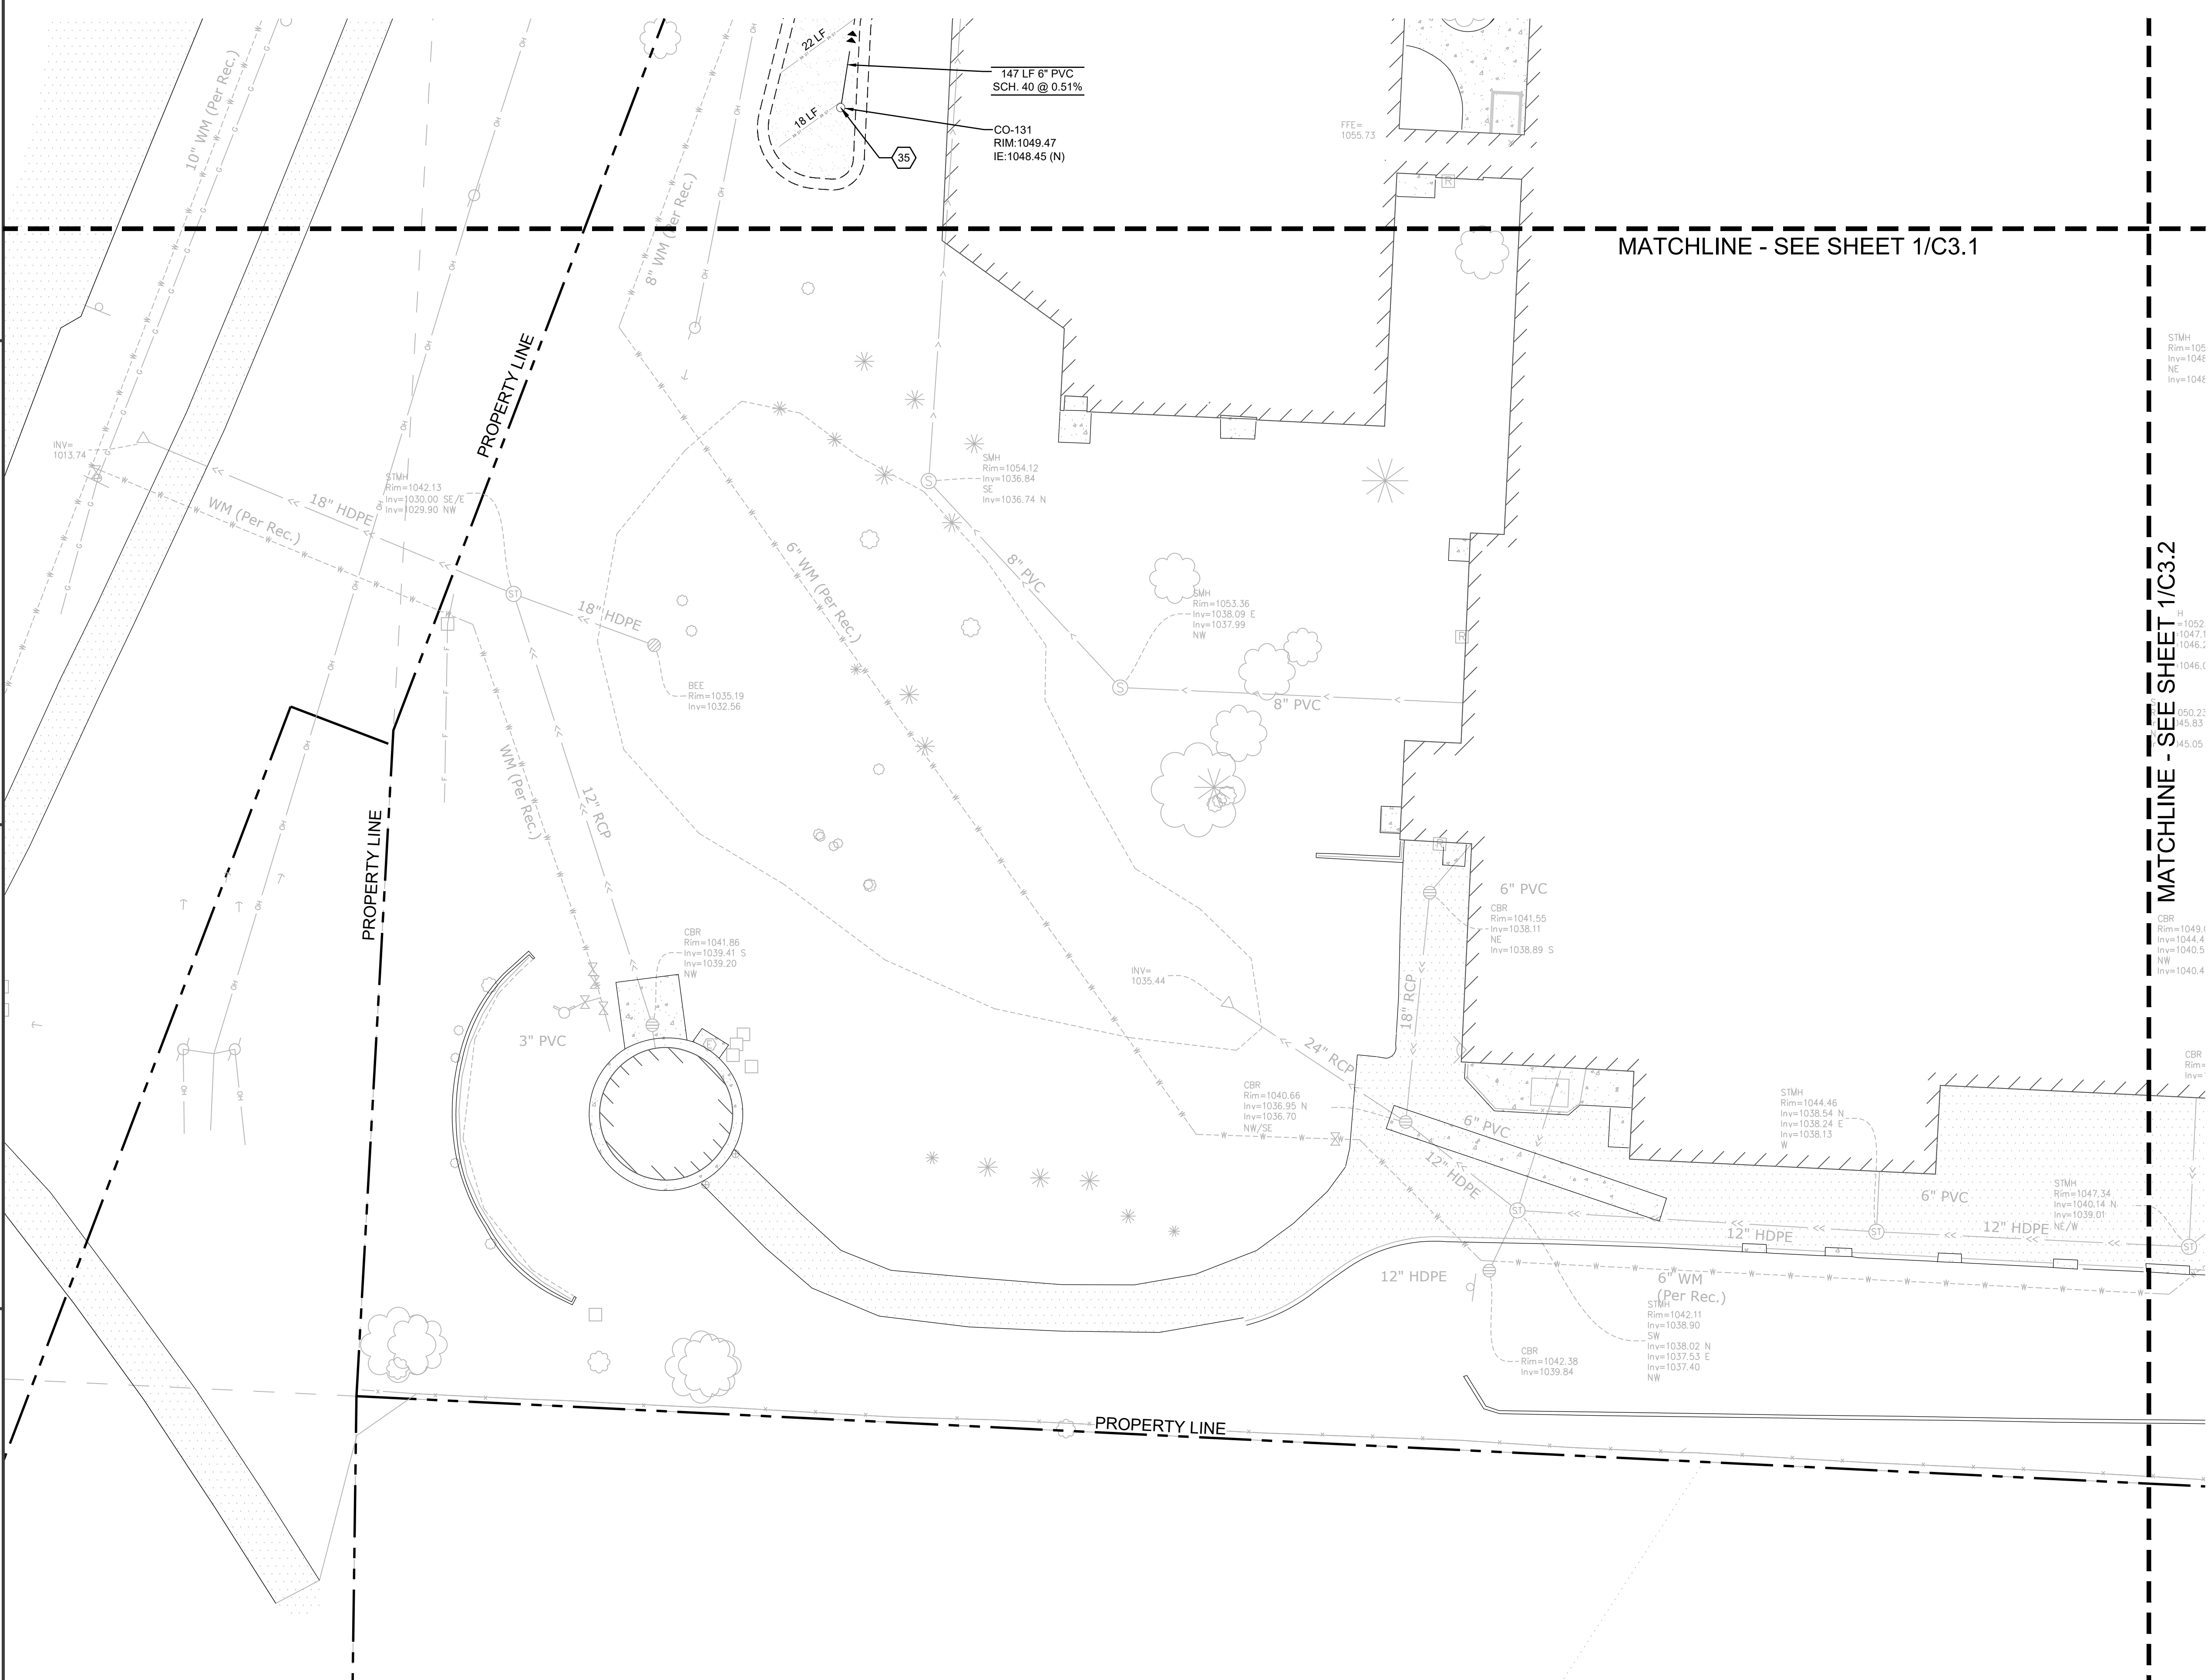 22 LF
18 LF
147 LF 6" PVC
SCH. 40 @ 0.51%
CO-131
RIM:1049.47
IE:1048.45 (N)
35
10" WM (Per Rec.)
8" WM (Per Rec.)
FFE=
1055.73
R
MATCHLINE - SEE SHEET 1/C3.1
PROPERTY LINE
STMH
NE
INV=
1013.74
18" HDPE
WM (Per Rec.)
STMH
Rim=1042.13
Inv=1030.00 SE/E
Inv=1029.90 NW
ST
18" HDPE
SMH
Rim=1054.12
Inv=1036.84
SE
Inv=1036.74 N
S
8" PVC
6" WM (Per Rec.)
SMH
Rim=1053.36
Inv=1038.09 E
Inv=1037.99
NW
S
8" PVC
R
BEE
Rim=1035.19
Inv=1032.56
MATCHLINE - SEE SHEET 1/C3.2
WM (Per Rec.)
12" RCP
PROPERTY LINE
R
6" PVC
CBR
Rim=1041.55
Inv=1038.11
NE
Inv=1038.89 S
CBR
Rim=1041.86
Inv=1039.41 S
Inv=1039.20
NW
INV=
1035.44
18" RCP
CBR
NW
3" PVC
E
24" RCP
CBR
Rim=1040.66
Inv=1036.95 N
Inv=1036.70
NW/SE
6" PVC
12" HDPE
ST
STMH
Rim=1044.46
Inv=1038.54 N
Inv=1038.24 E
Inv=1038.13
W
CBR
6" PVC
STMH
Rim=1047.34
Inv=1040.14 N
Inv=1039.01
NE/W
12" HDPE
ST
12" HDPE
ST
12" HDPE
6" WM
(Per Rec.)
STMH
Rim=1042.11
Inv=1038.90
SW
Inv=1038.02 N
Inv=1037.53 E
Inv=1037.40
NW
CBR
Rim=1042.38
Inv=1039.84
PROPERTY LINE